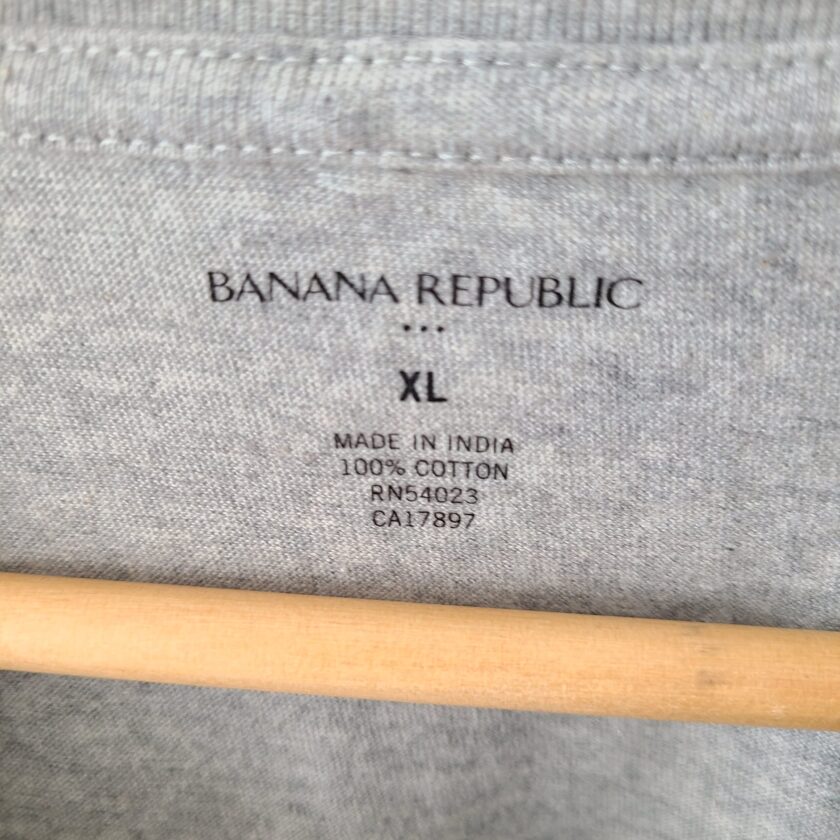 BANANA REPUBLIC
...
XL
MADE IN INDIA
100% COTTON
RN54023
CA17897